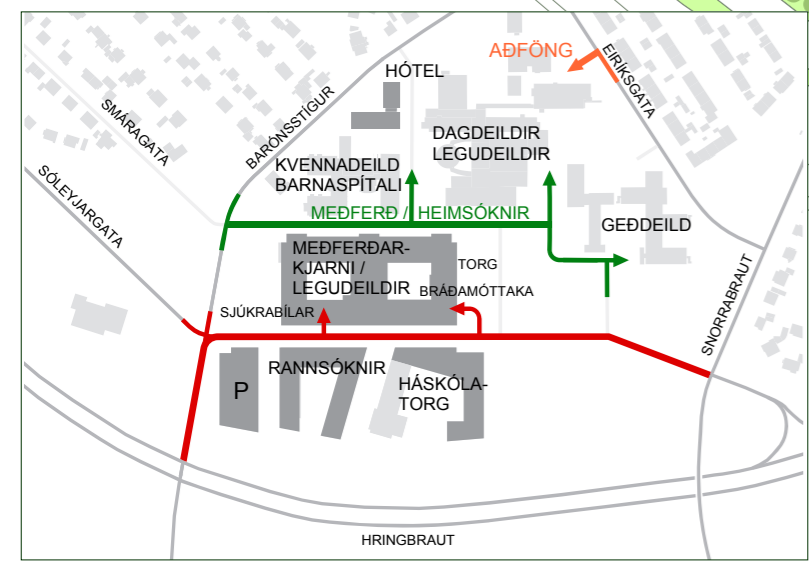 AÐFÖNG
EIRÍKSGATA
HÓTEL
SMÁRAGATA
BARÓNSSTÍGUR
DAGDEILDIR
LEGUDEILDIR
KVENNADEILD
BARNASPÍTALI
SÓLEYJARGATA
MEÐFERÐ / HEIMSÓKNIR
GEÐDEILD
MEÐFERÐAR-
KJARNI /
LEGUDEILDIR
TORG
BRÁÐAMÓTTAKA
SJÚKRABÍLAR
SNORRABRAUT
RANNSÓKNIR
P
HÁSKÓLA-
TORG
HRINGBRAUT